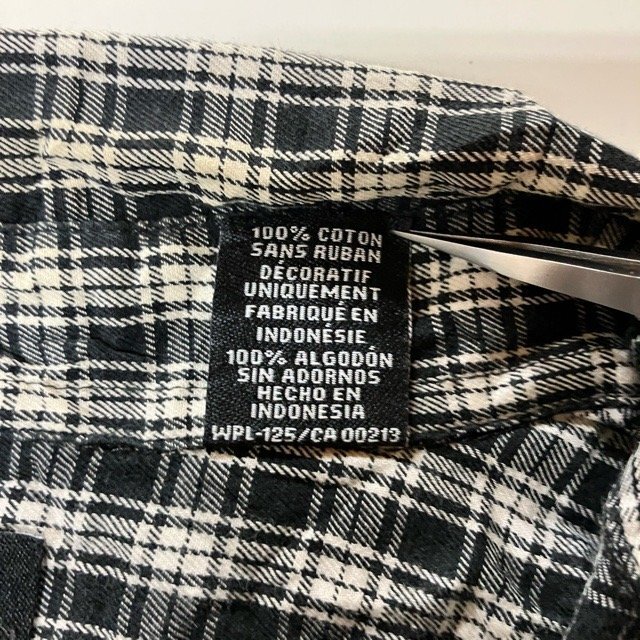 100% COTON
SANS RUBAN
DÉCORATIF
UNIQUEMENT
FABRIQUÉ EN
INDONÉSIE
100% ALGODÓN
SIN ADORNOS
HECHO EN
INDONESIA
WPL-125/CA 00213